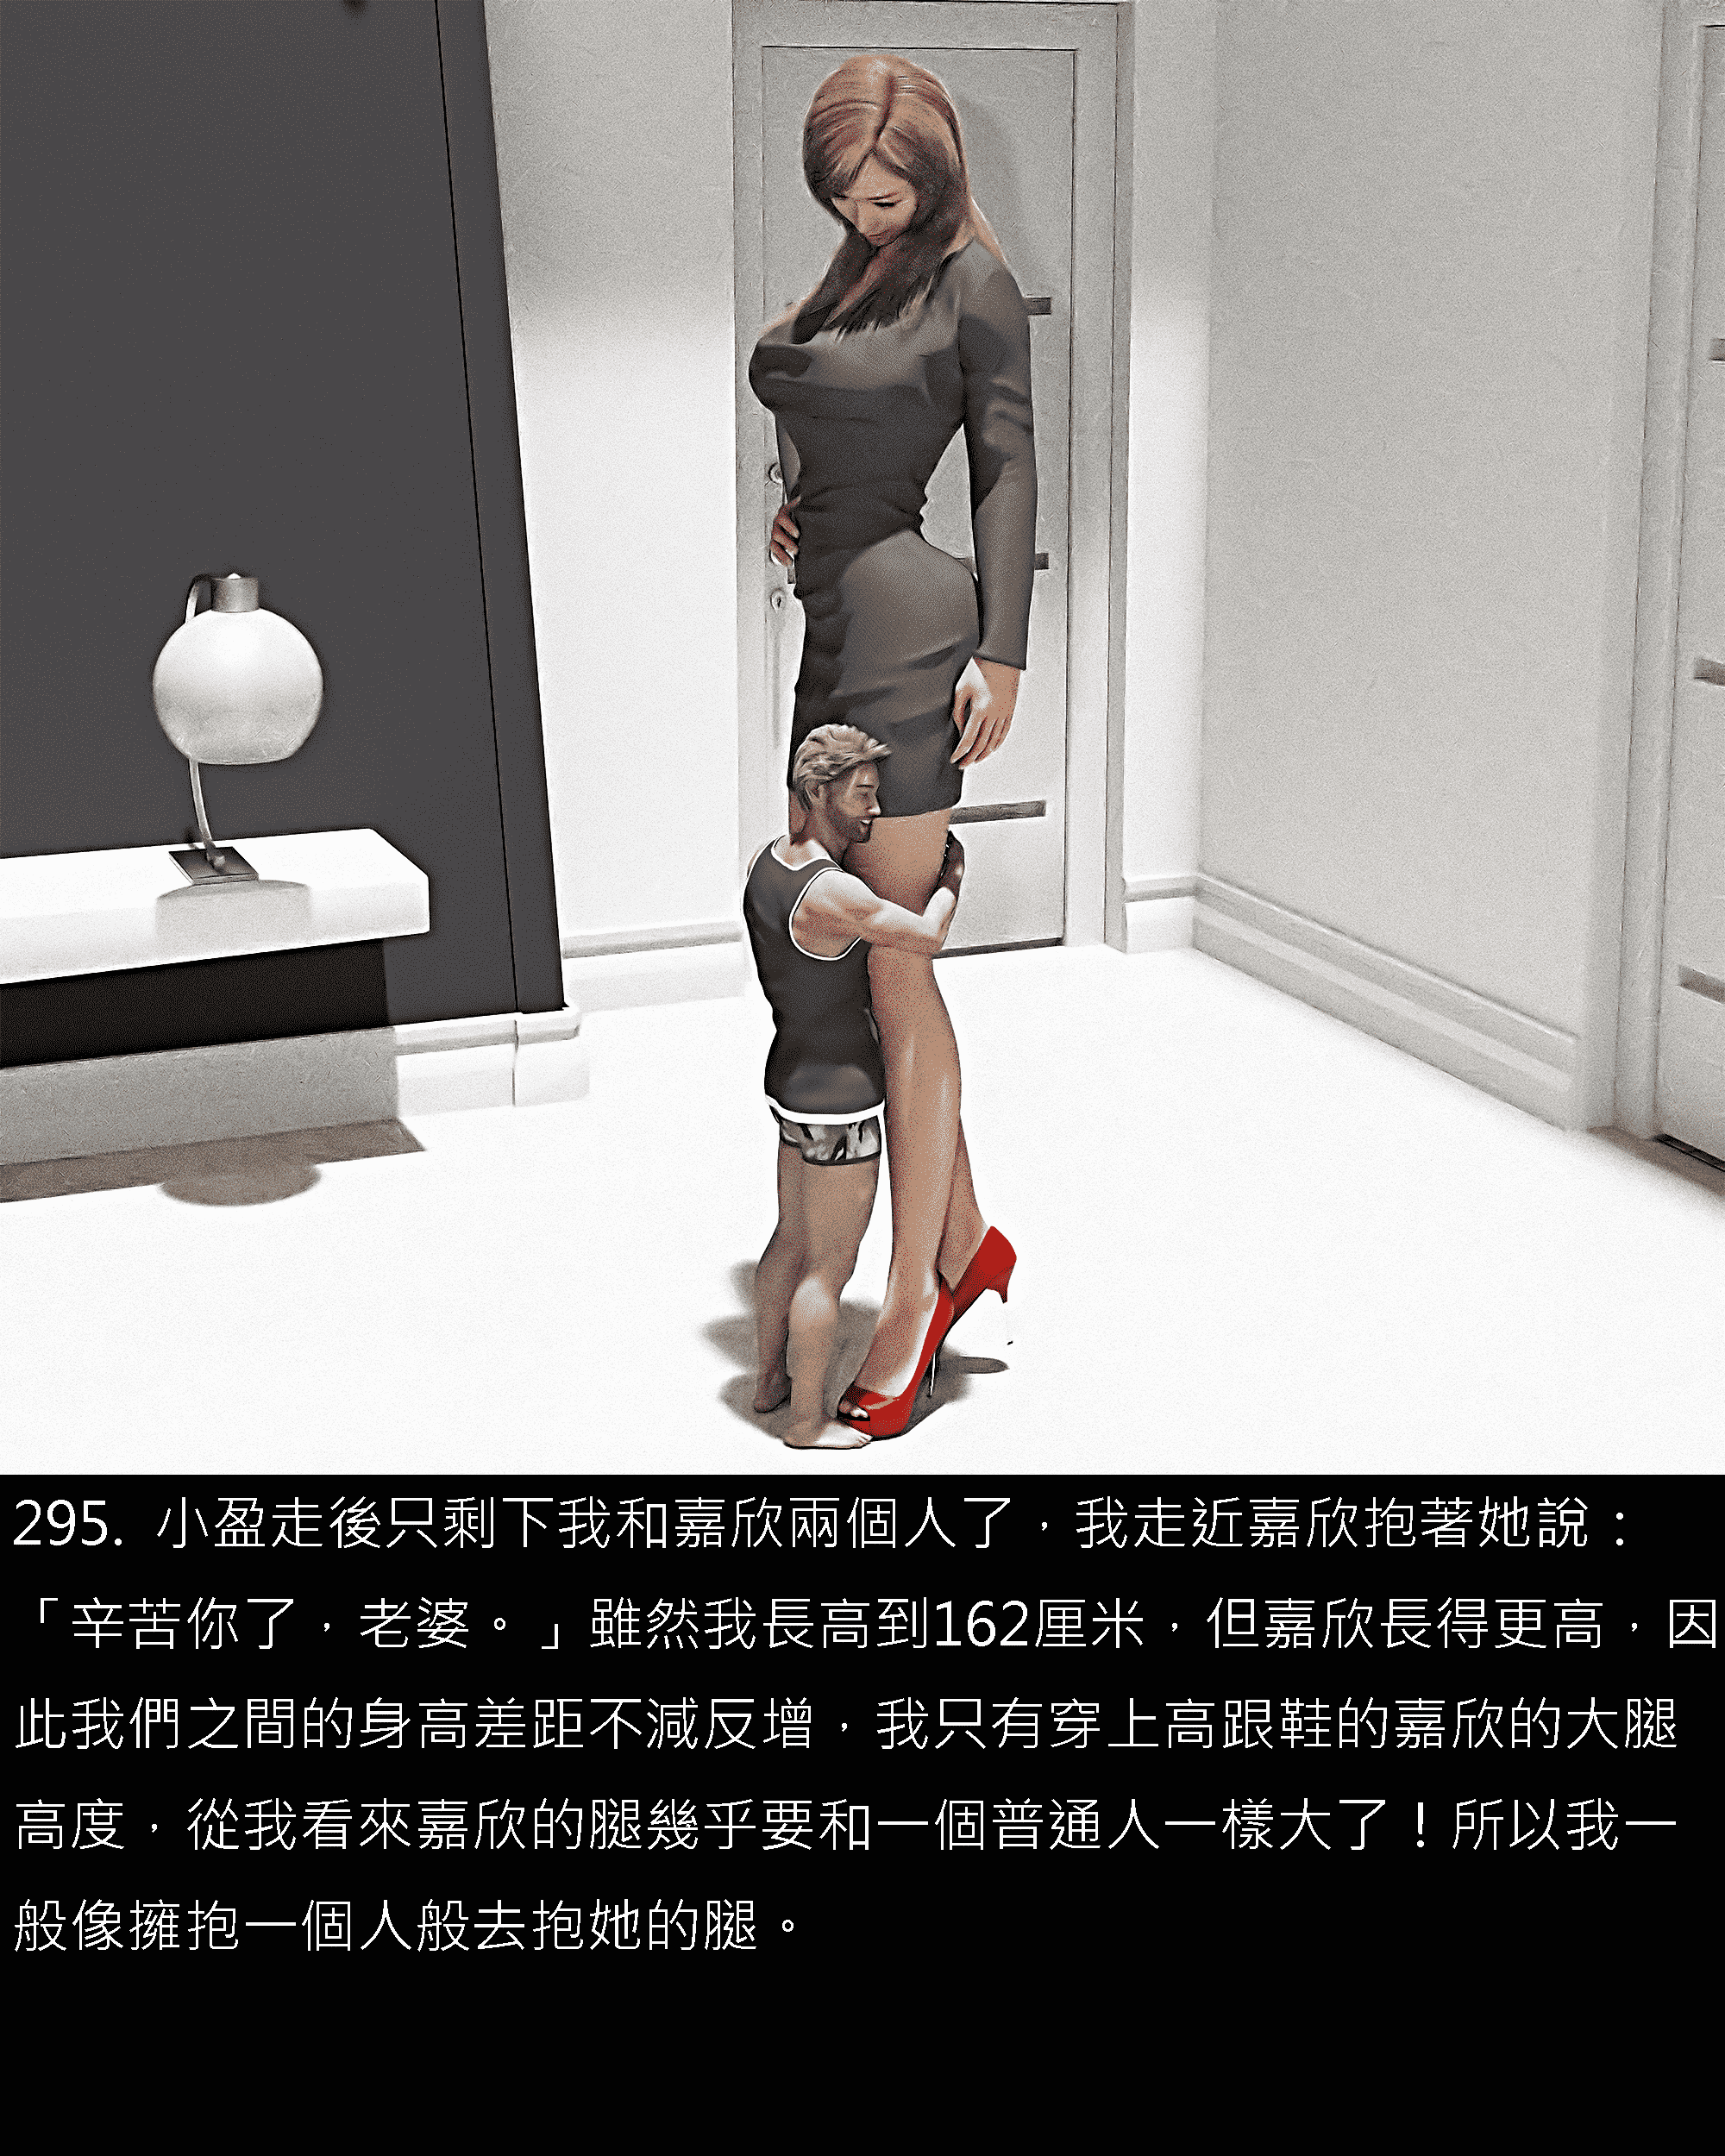 295. 小盈走後只剩下我和嘉欣兩個人了，我走近嘉欣抱著她說：
「辛苦你了，老婆。」雖然我長高到162厘米，但嘉欣長得更高，因
此我們之間的身高差距不減反增，我只有穿上高跟鞋的嘉欣的大腿
高度，從我看來嘉欣的腿幾乎要和一個普通人一樣大了！所以我一
般像擁抱一個人般去抱她的腿。